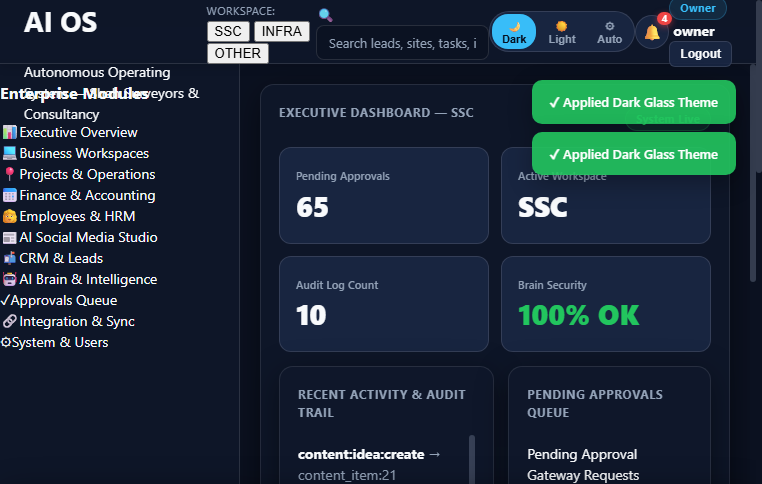 AI OS
WORKSPACE:
SSC
INFRA
OTHER
Search leads, sites, tasks, i
Dark
Light
Auto
4
Owner
owner
Logout
Autonomous Operating
Enterprise Modules
Consultancy
Executive Overview
Business Workspaces
Projects & Operations
Finance & Accounting
Employees & HRM
AI Social Media Studio
CRM & Leads
AI Brain & Intelligence
✓Approvals Queue
Integration & Sync
System & Users
EXECUTIVE DASHBOARD — SSC
System Live
✓ Applied Dark Glass Theme
✓ Applied Dark Glass Theme
Pending Approvals
65
Active Workspace
SSC
Audit Log Count
10
Brain Security
100% OK
RECENT ACTIVITY & AUDIT
TRAIL
content:idea:create →
content_item:21
PENDING APPROVALS
QUEUE
Pending Approval
Gateway Requests